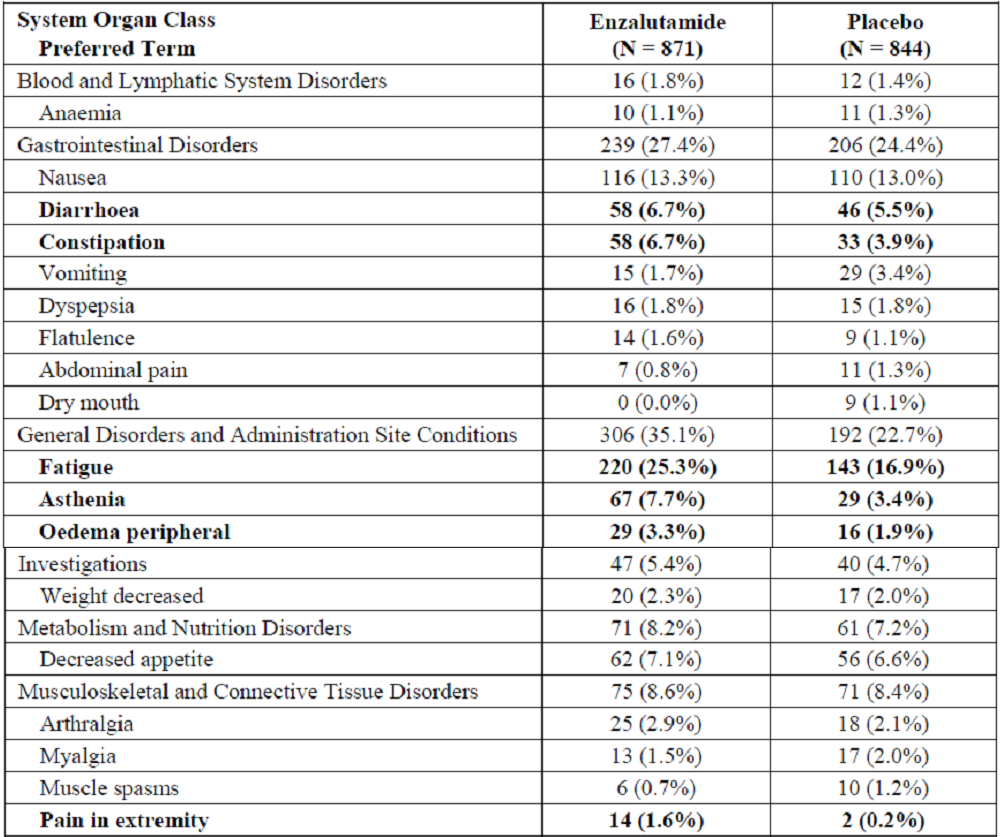 System Organ Class Enzalutamide Placebo
Preferred Term (N = 871) (N = 844)
Blood and Lymphatic System Disorders 16 (1.8%) 12 (1.4%)
Anaemia 10 (1.1%) 11 (1.3%)
Gastrointestinal Disorders 239 (27.4%) 206 (24.4%)
Nausea 116 (13.3%) 110 (13.0%)
Diarrhoea 58 (6.7%) 46 (5.5%)
Constipation 58 (6.7%) 33 (3.9%)
Vomiting 15 (1.7%) 29 (3.4%)
Dyspepsia 16 (1.8%) 15 (1.8%)
Flatulence 14 (1.6%) 9 (1.1%)
Abdominal pain 7 (0.8%) 11 (1.3%)
Dry mouth 0 (0.0%) 9 (1.1%)
General Disorders and Administration Site Conditions 306 (35.1%) 192 (22.7%)
Fatigue 220 (25.3%) 143 (16.9%)
Asthenia 67 (7.7%) 29 (3.4%)
Oedema peripheral 29 (3.3%) 16 (1.9%)
Investigations 47 (5.4%) 40 (4.7%)
Weight decreased 20 (2.3%) 17 (2.0%)
Metabolism and Nutrition Disorders 71 (8.2%) 61 (7.2%)
Decreased appetite 62 (7.1%) 56 (6.6%)
Musculoskeletal and Connective Tissue Disorders 75 (8.6%) 71 (8.4%)
Arthralgia 25 (2.9%) 18 (2.1%)
Myalgia 13 (1.5%) 17 (2.0%)
Muscle spasms 6 (0.7%) 10 (1.2%)
Pain in extremity 14 (1.6%) 2 (0.2%)